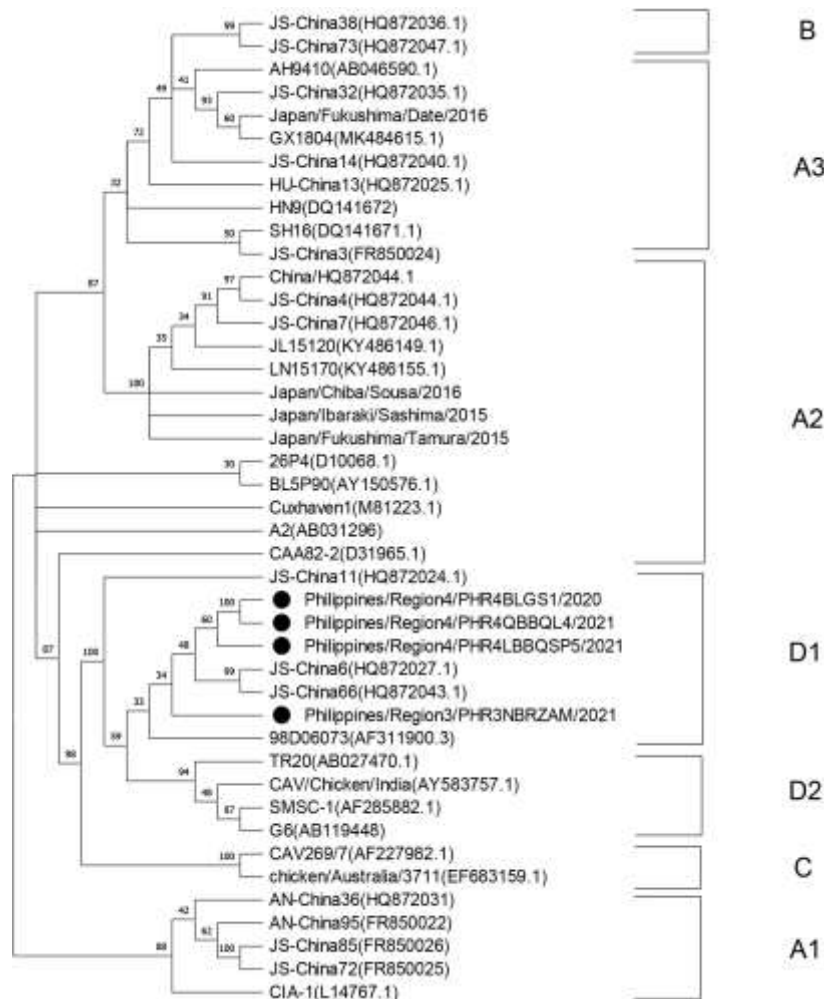 JS-China38(HQ872036.1)
JS-China73(HQ872047.1)
B
AH9410(AB046590.1)
JS-China32(HQ872035.1)
Japan/Fukushima/Date/2016
GX1804(MK484615.1)
JS-China14(HQ872040.1)
A3
HU-China13(HQ872025.1)
HN9(DQ141672)
SH16(DQ141671.1)
JS-China3(FR850024)
China/HQ872044.1
JS-China4(HQ872044.1)
JS-China7(HQ872046.1)
JL15120(KY486149.1)
LN15170(KY486155.1)
Japan/Chiba/Sousa/2016
Japan/Ibaraki/Sashima/2015
A2
Japan/Fukushima/Tamura/2015
26P4(D10068.1)
BL5P90(AY150576.1)
Cuxhaven1(M81223.1)
A2(AB031296)
CAA82-2(D31965.1)
JS-China11(HQ872024.1)
Philippines/Region4/PHR4BLGS1/2020
Philippines/Region4/PHR4QBBQL4/2021
Philippines/Region4/PHR4LBBQSP5/2021
D1
JS-China6(HQ872027.1)
JS-China66(HQ872043.1)
Philippines/Region3/PHR3NBRZAM/2021
98D06073(AF311900.3)
TR20(AB027470.1)
CAV/Chicken/India(AY583757.1)
D2
SMSC-1(AF285882.1)
G6(AB119448)
CAV269/7(AF227982.1)
C
chicken/Australia/3711(EF683159.1)
AN-China36(HQ872031)
AN-China95(FR850022)
JS-China85(FR850026)
A1
JS-China72(FR850025)
CIA-1(L14767.1)